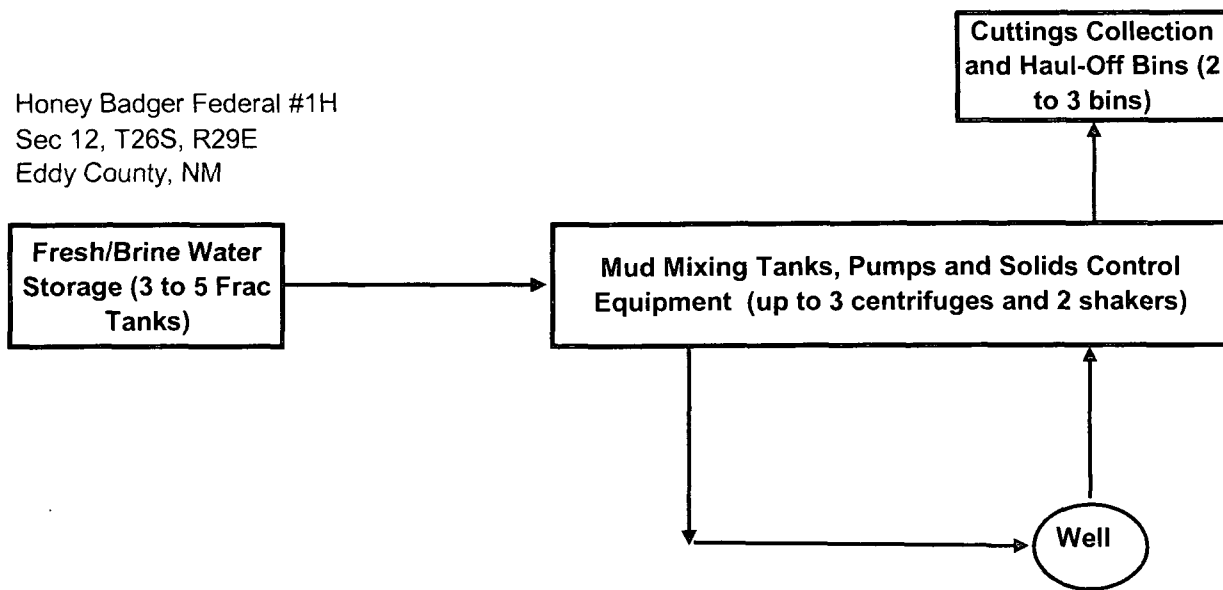 Cuttings Collection
and Haul-Off Bins (2
to 3 bins)
Honey Badger Federal #1H
Sec 12, T26S, R29E
Eddy County, NM
Fresh/Brine Water
Storage (3 to 5 Frac
Tanks)
Mud Mixing Tanks, Pumps and Solids Control
Equipment (up to 3 centrifuges and 2 shakers)
Well